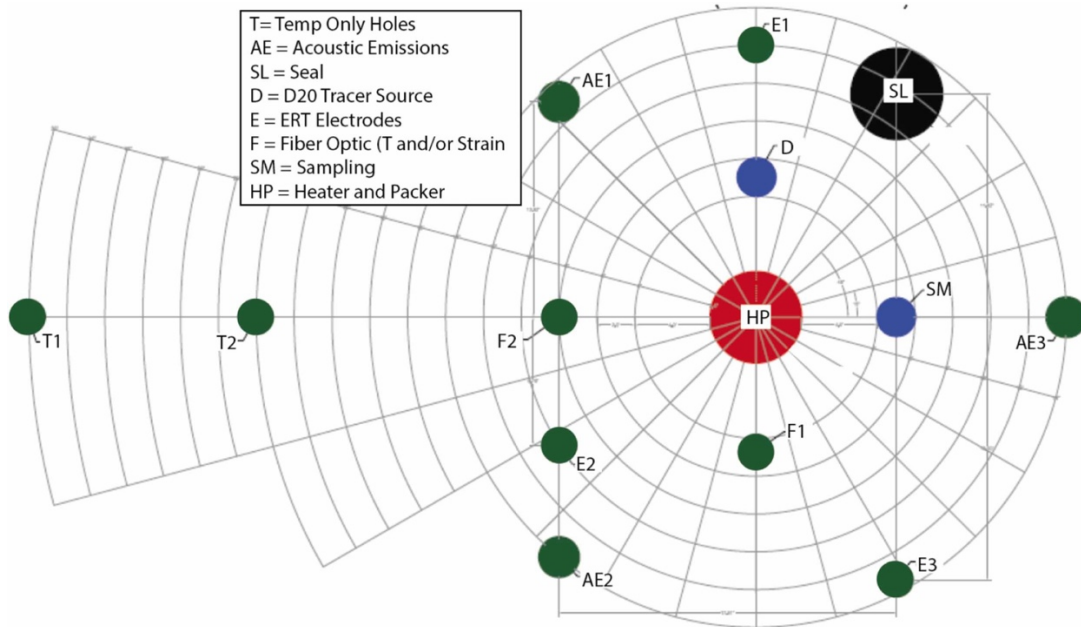 T= Temp Only Holes
AE = Acoustic Emissions
SL = Seal
D = D20 Tracer Source
E = ERT Electrodes
F = Fiber Optic (T and/or Strain
SM = Sampling
HP = Heater and Packer
E1
AE1
SL
D
SM
HP
T1
T2
F2
AE3
F1
E2
E3
AE2